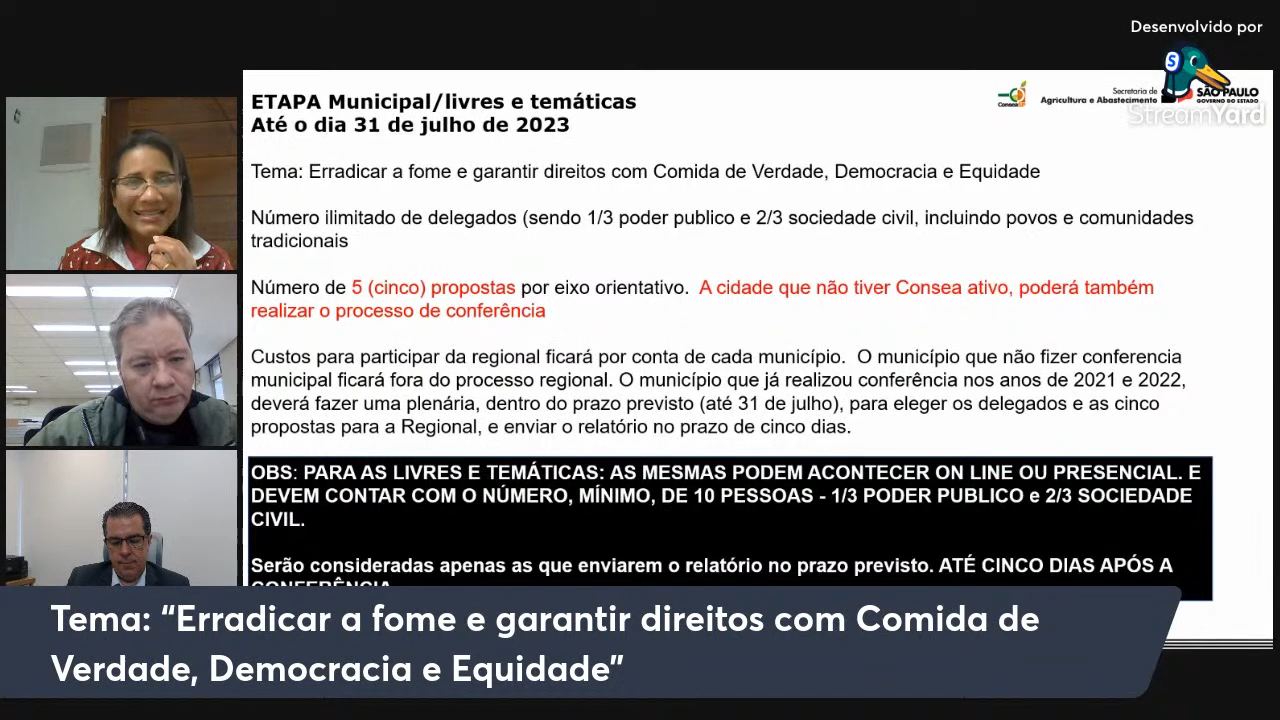 Desenvolvido por
S
StreamYard
ETAPA Municipal/livres e temáticas
Até o dia 31 de julho de 2023
Secretaria de
Agricultura e Abastecimento
SÃO PAULO
GOVERNO DO ESTADO
Tema: Erradicar a fome e garantir direitos com Comida de Verdade, Democracia e Equidade
Número ilimitado de delegados (sendo 1/3 poder publico e 2/3 sociedade civil, incluindo povos e comunidades
tradicionais
Número de 5 (cinco) propostas por eixo orientativo. A cidade que não tiver Consea ativo, poderá também
realizar o processo de conferência
Custos para participar da regional ficará por conta de cada município. O município que não fizer conferencia
municipal ficará fora do processo regional. O município que já realizou conferência nos anos de 2021 e 2022,
deverá fazer uma plenária, dentro do prazo previsto (até 31 de julho), para eleger os delegados e as cinco
propostas para a Regional, e enviar o relatório no prazo de cinco dias.
OBS: PARA AS LIVRES E TEMÁTICAS: AS MESMAS PODEM ACONTECER ON LINE OU PRESENCIAL. E
DEVEM CONTAR COM O NÚMERO, MÍNIMO, DE 10 PESSOAS - 1/3 PODER PUBLICO e 2/3 SOCIEDADE
CIVIL.
Serão consideradas apenas as que enviarem o relatório no prazo previsto. ATÉ CINCO DIAS APÓS A
CONFERÊNCIA
Tema: “Erradicar a fome e garantir direitos com Comida de
Verdade, Democracia e Equidade”